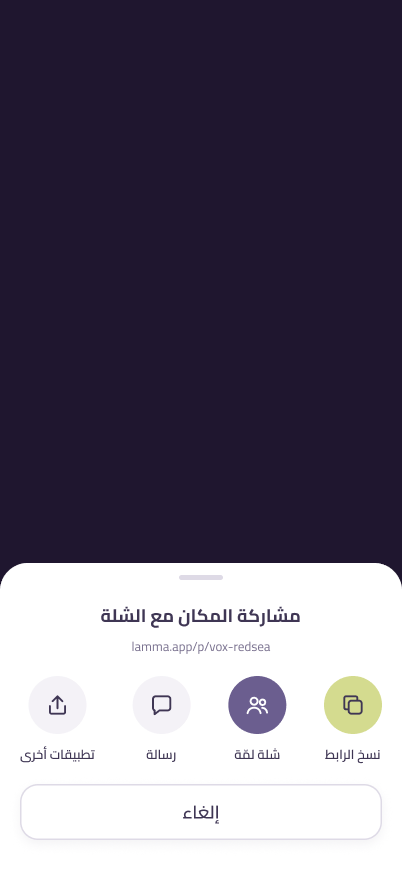 مشاركة المكان مع الشلة
lamma.app/p/vox-redsea
نسخ الرابط
شلة لمّة
رسالة
تطبيقات أخرى
إلغاء